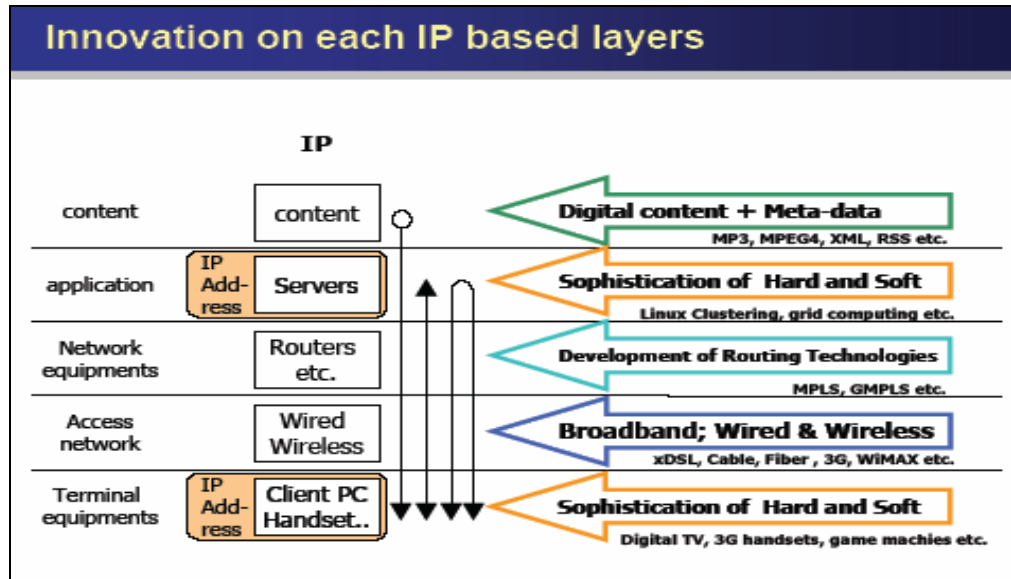 Innovation on each IP based layers
IP
content
content
Digital content + Meta-data
MP3, MPEG4, XML, RSS etc.
application
IP
Add-
ress
Servers
Sophistication of Hard and Soft
Linux Clustering, grid computing etc.
Network
equipments
Routers
etc.
Development of Routing Technologies
MPLS, GMPLS etc.
Access
network
Wired
Wireless
Broadband; Wired & Wireless
xDSL, Cable, Fiber , 3G, WiMAX etc.
Terminal
equipments
IP
Add-
ress
Client PC
Handset..
Sophistication of Hard and Soft
Digital TV, 3G handsets, game machies etc.